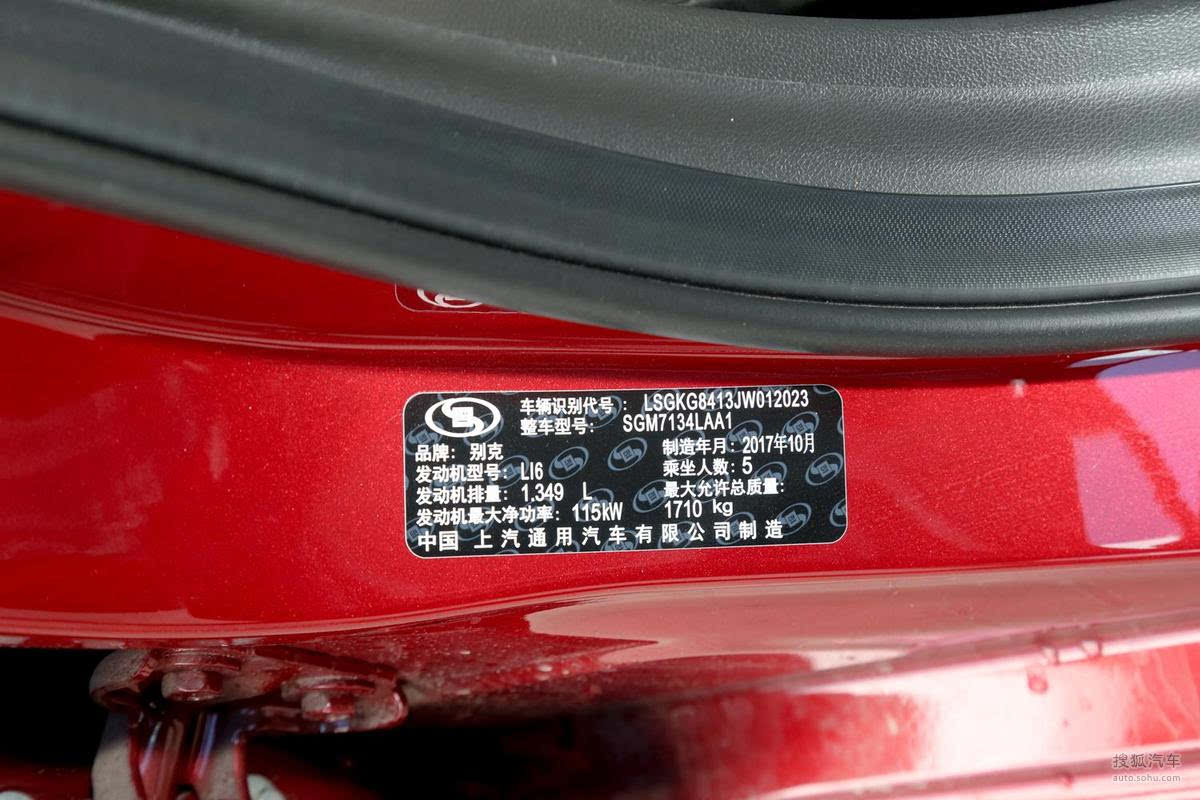 车辆识别代号： LSGKG8413JW012023
整车型号： SGM7134LAA1
品牌：别克 制造年月：2017年10月
发动机型号：LI6 乘坐人数：5
发动机排量：1.349 L 最大允许总质量：
发动机最大净功率：115kW 1710 kg
中国 上汽通用汽车有限公司制造
搜狐汽车
auto.sohu.com